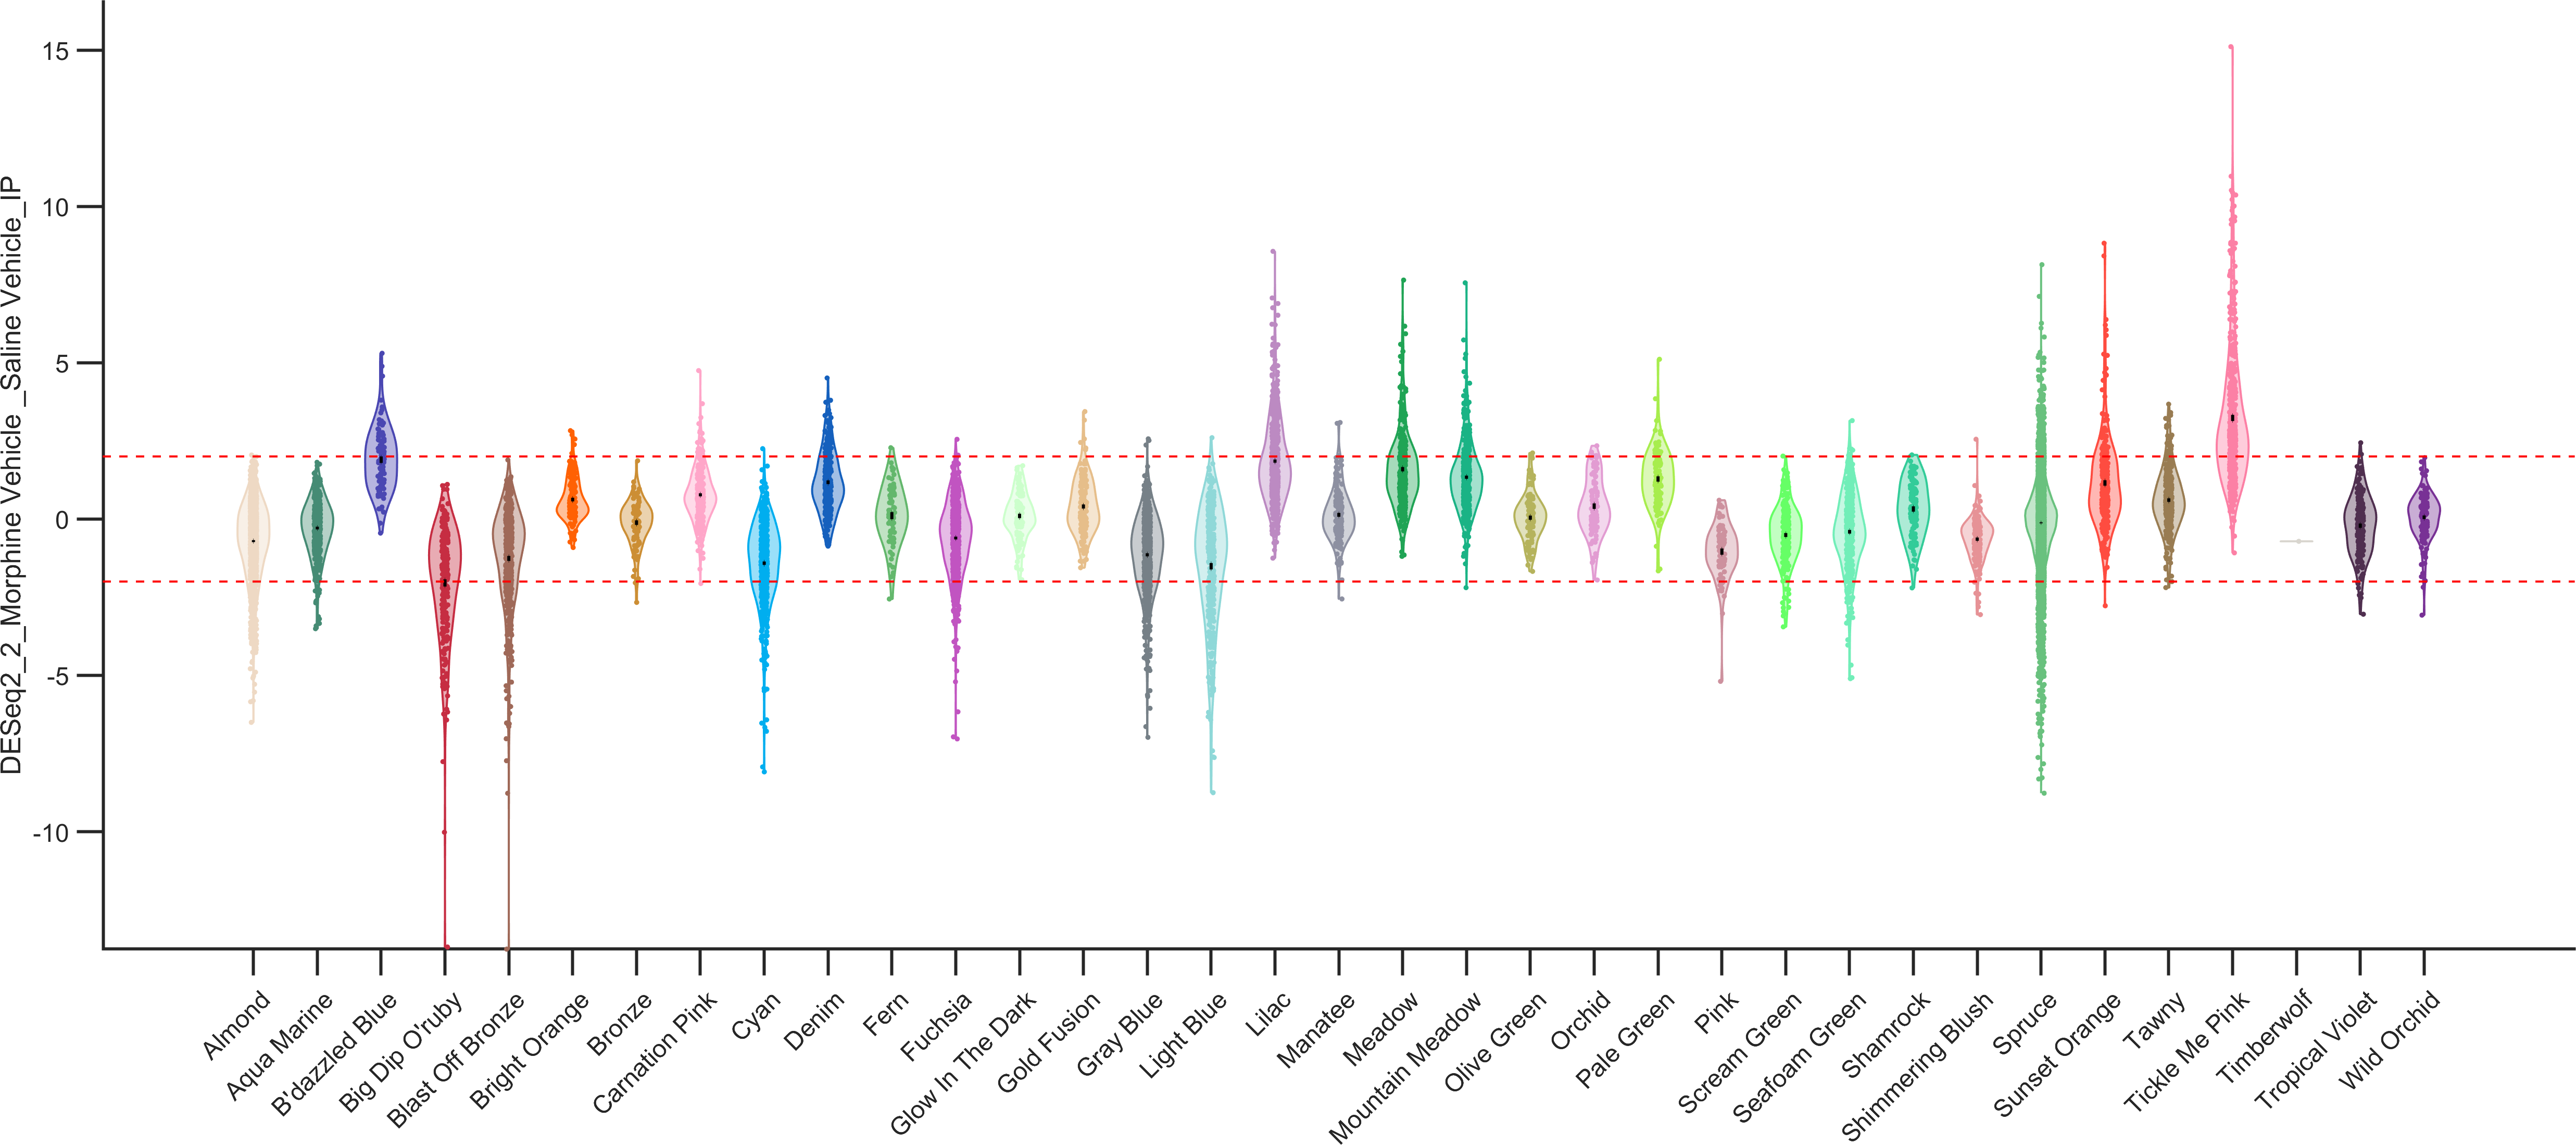 DESeq2_2_Morphine Vehicle _Saline Vehicle_IP
15
10
5
0
-5
-10
Almond
Aqua Marine
B'dazzled Blue
Big Dip O'ruby
Blast Off Bronze
Bright Orange
Bronze
Carnation Pink
Cyan
Denim
Fern
Fuchsia
Glow In The Dark
Gold Fusion
Gray Blue
Light Blue
Lilac
Manatee
Meadow
Mountain Meadow
Olive Green
Orchid
Pale Green
Pink
Scream Green
Seafoam Green
Shamrock
Shimmering Blush
Spruce
Sunset Orange
Tawny
Tickle Me Pink
Timberwolf
Tropical Violet
Wild Orchid